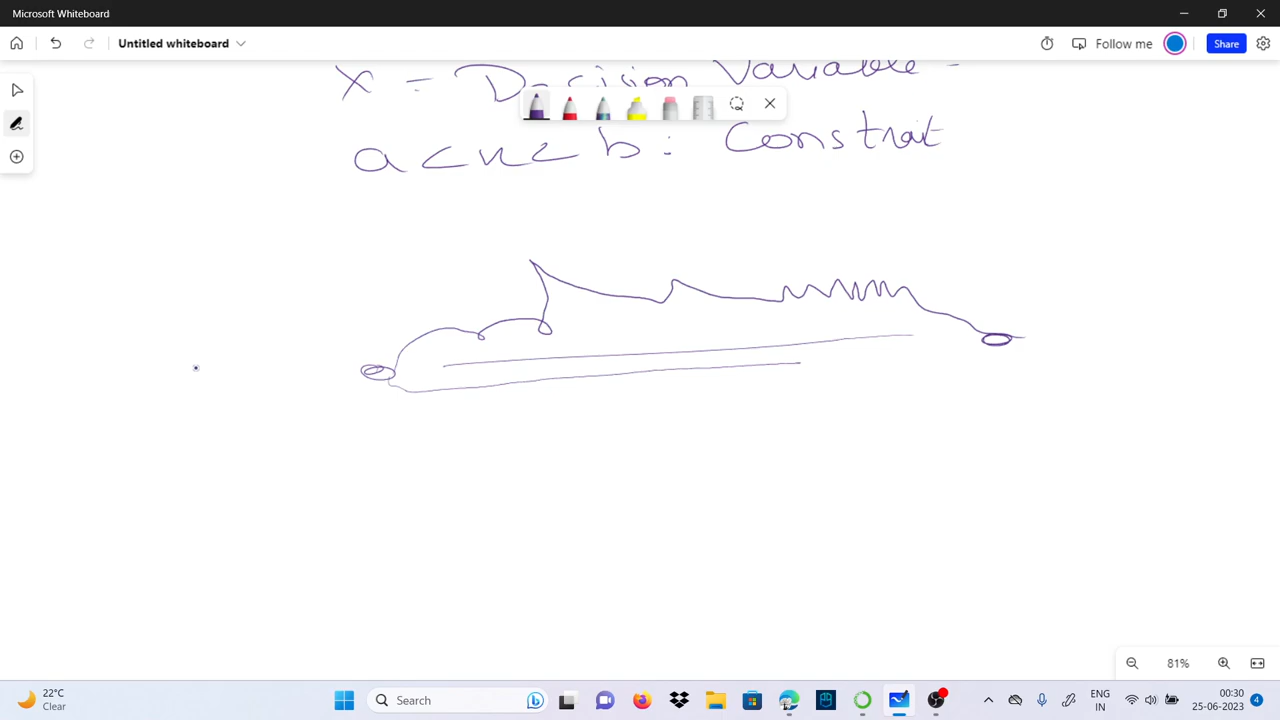 Microsoft Whiteboard
Untitled whiteboard
Follow me
Share
X = Decision Variable -
a < x < b : Constrait
81%
22°C
Clear
Search
ENG
IN
00:30
25-06-2023
4